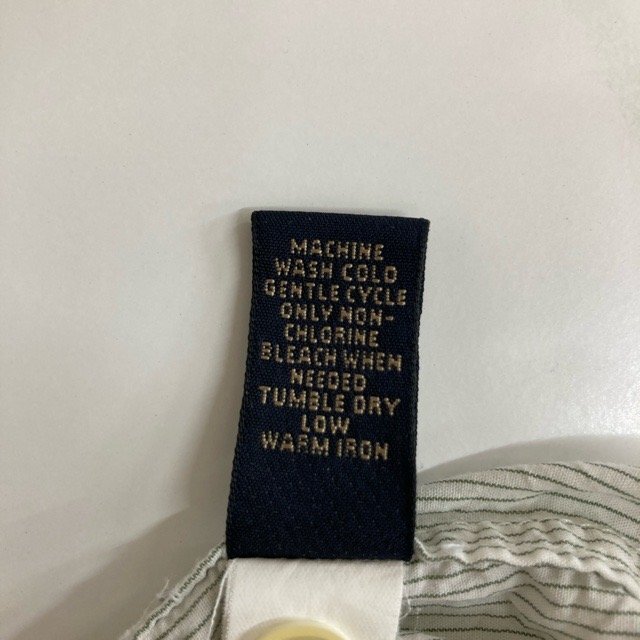 MACHINE
WASH COLD
GENTLE CYCLE
ONLY NON-
CHLORINE
BLEACH WHEN
NEEDED
TUMBLE DRY
LOW
WARM IRON